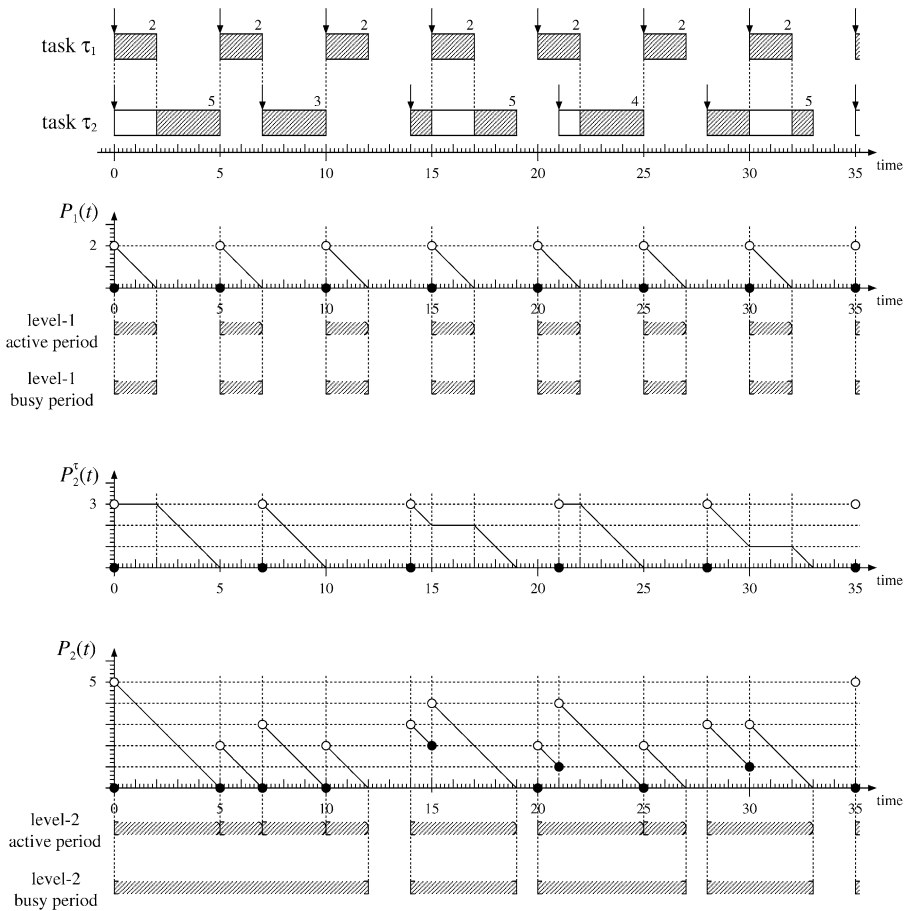 2 2 2 2 2 2 2
task τ1
5 3 5 4 5
task τ2
0 5 10 15 20 25 30 35 time
P1(t)
2
0 5 10 15 20 25 30 35 time
level-1
active period
level-1
busy period
P2τ(t)
3
0 5 10 15 20 25 30 35 time
P2(t)
5
0 5 10 15 20 25 30 35 time
level-2
active period
level-2
busy period